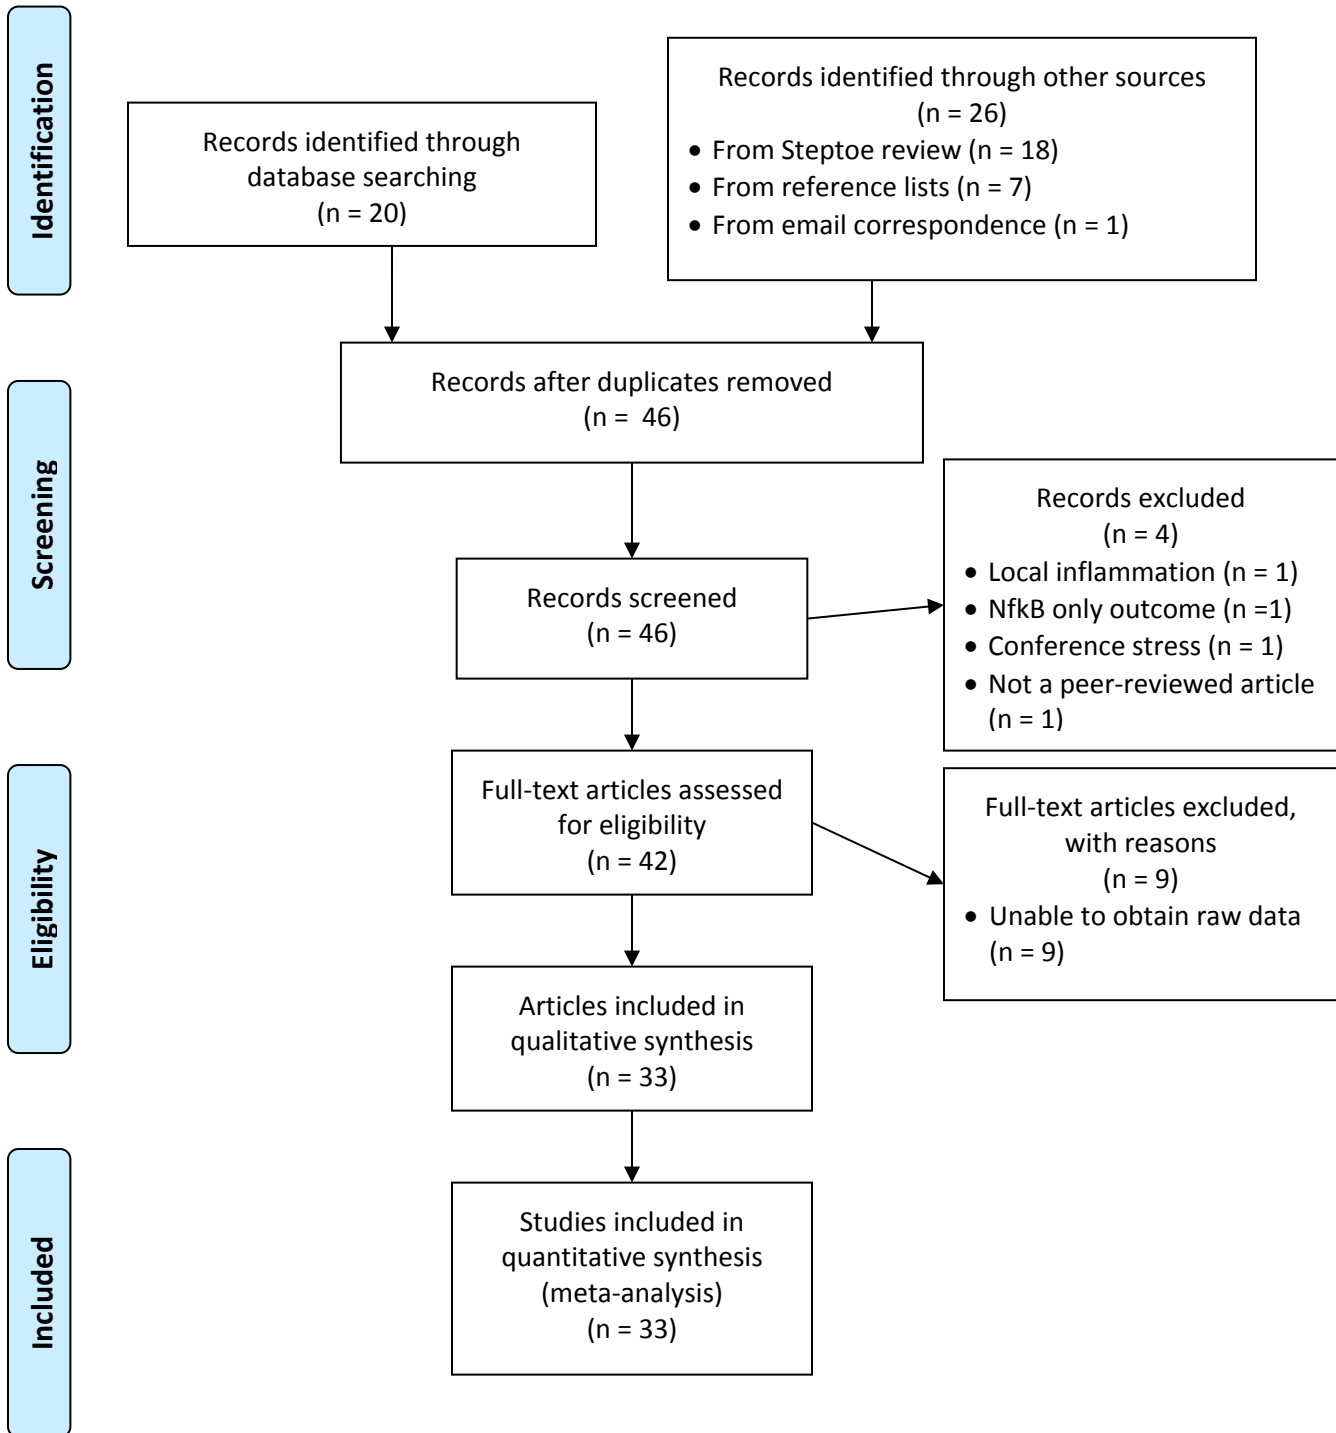 Identification
Records identified through
database searching
(n = 20)
Records identified through other sources
(n = 26)
• From Steptoe review (n = 18)
• From reference lists (n = 7)
• From email correspondence (n = 1)
Screening
Records after duplicates removed
(n =  46)
Records screened
(n = 46)
Records excluded
(n = 4)
• Local inflammation (n = 1)
• NfkB only outcome (n =1)
• Conference stress (n = 1)
• Not a peer-reviewed article
(n = 1)
Eligibility
Full-text articles assessed
for eligibility
(n = 42)
Full-text articles excluded,
with reasons
(n = 9)
• Unable to obtain raw data
(n = 9)
Articles included in
qualitative synthesis
(n = 33)
Included
Studies included in
quantitative synthesis
(meta-analysis)
(n = 33)